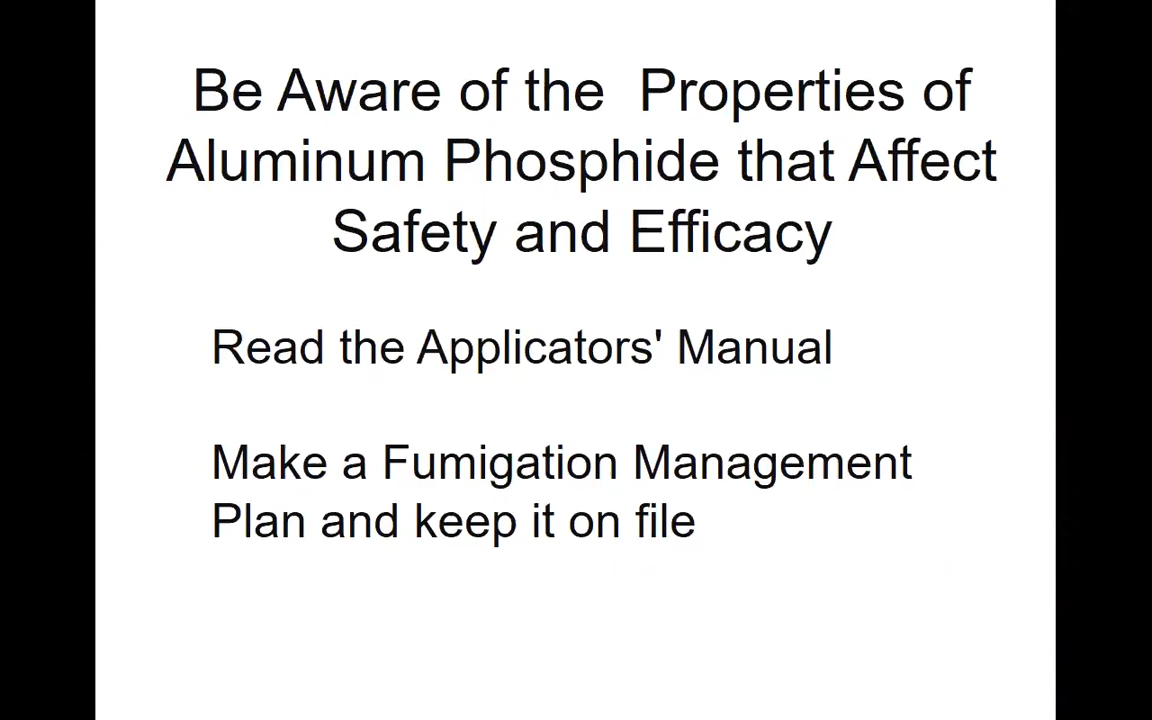 Be Aware of the  Properties of
Aluminum Phosphide that Affect
Safety and Efficacy
Read the Applicators' Manual
Make a Fumigation Management
Plan and keep it on file